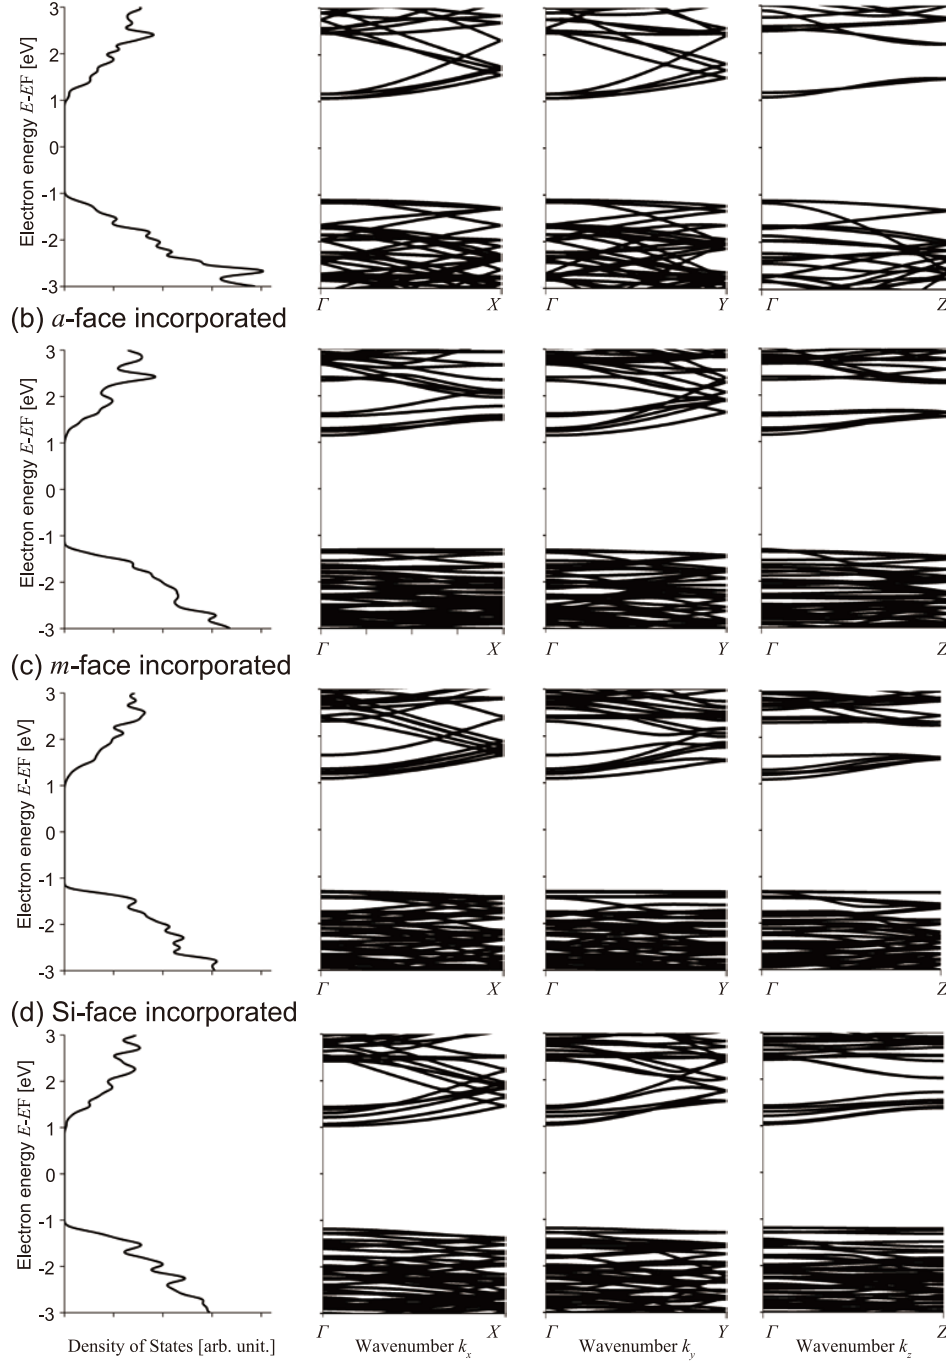 3
2
1
0
-1
-2
-3
Electron energy E-EF [eV]
Γ X Γ Y Γ Z
(b) a-face incorporated
3
2
1
0
-1
-2
-3
Electron energy E-EF [eV]
Γ X Γ Y Γ Z
(c) m-face incorporated
3
2
1
0
-1
-2
-3
Electron energy E-EF [eV]
Γ X Γ Y Γ Z
(d) Si-face incorporated
3
2
1
0
-1
-2
-3
Electron energy E-EF [eV]
Γ X Γ Y Γ Z
Density of States [arb. unit.] Wavenumber kx Wavenumber ky Wavenumber kz